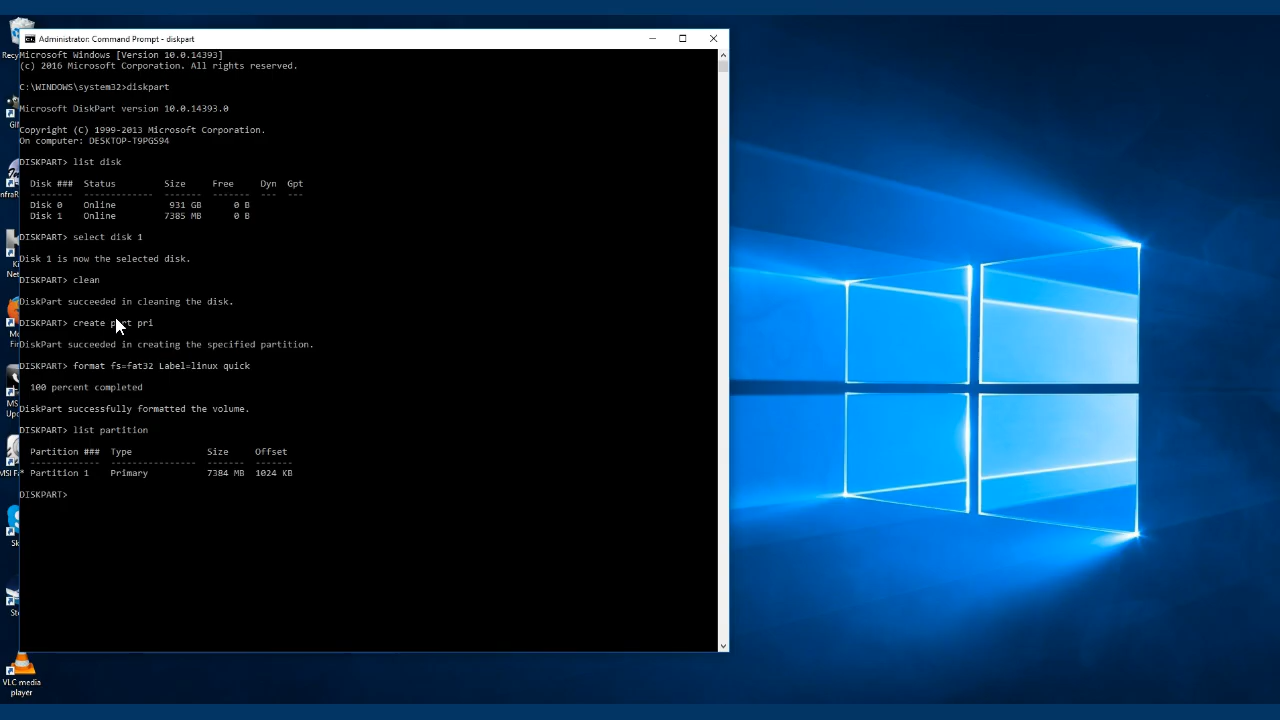 Administrator: Command Prompt - diskpart
Microsoft Windows [Version 10.0.14393]
(c) 2016 Microsoft Corporation. All rights reserved.
C:\WINDOWS\system32>diskpart
Microsoft DiskPart version 10.0.14393.0
Copyright (C) 1999-2013 Microsoft Corporation.
On computer: DESKTOP-T9PGS94
DISKPART> list disk
Disk ### Status Size Free Dyn Gpt
-------- ------------- ------- ------- --- ---
Disk 0 Online 931 GB 0 B
Disk 1 Online 7385 MB 0 B
DISKPART> select disk 1
Disk 1 is now the selected disk.
DISKPART> clean
DiskPart succeeded in cleaning the disk.
DISKPART> create part pri
DiskPart succeeded in creating the specified partition.
DISKPART> format fs=fat32 Label=linux quick
100 percent completed
DiskPart successfully formatted the volume.
DISKPART> list partition
Partition ### Type Size Offset
------------- ---------------- ------- -------
* Partition 1 Primary 7384 MB 1024 KB
DISKPART>
VLC media
player